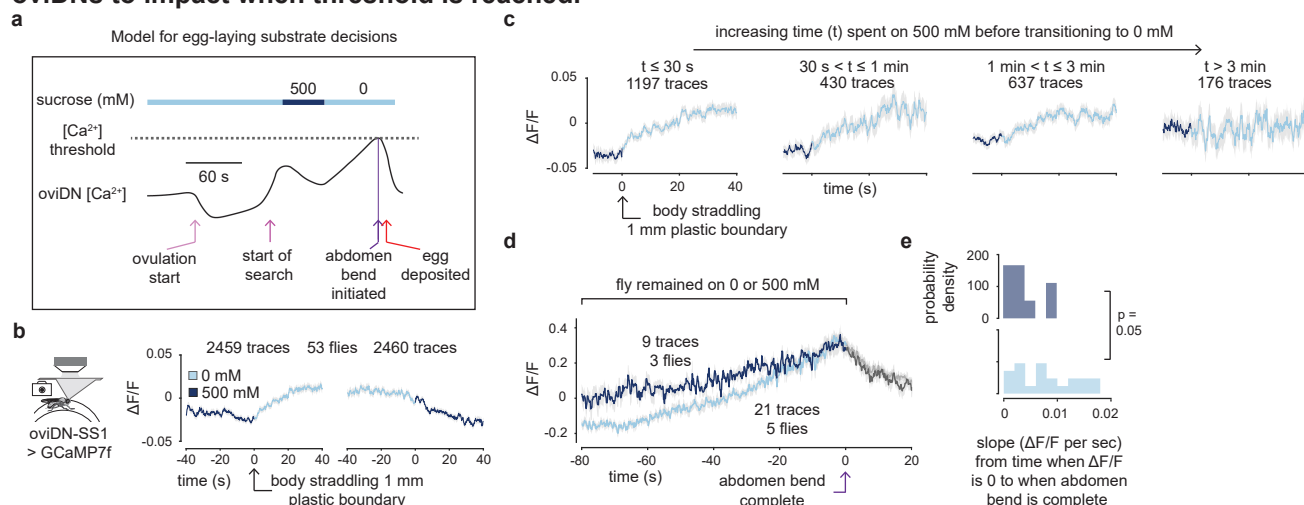 oviDNs to impact when threshold is reached.
a
Model for egg-laying substrate decisions
sucrose (mM)
500
0
[Ca²⁺]
threshold
60 s
oviDN [Ca²⁺]
ovulation
start
start of
search
abdomen
bend
initiated
egg
deposited
b
oviDN-SS1
> GCaMP7f
2459 traces
53 flies
2460 traces
0 mM
500 mM
ΔF/F
0.05
0
-0.05
-40 -20 0 20 40
-40 -20 0 20 40
time (s)
body straddling 1 mm
plastic boundary
c
increasing time (t) spent on 500 mM before transitioning to 0 mM
t ≤ 30 s
1197 traces
30 s < t ≤ 1 min
430 traces
1 min < t ≤ 3 min
637 traces
t > 3 min
176 traces
ΔF/F
0.05
0
-0.05
0 20 40
time (s)
body straddling
1 mm plastic boundary
d
fly remained on 0 or 500 mM
9 traces
3 flies
21 traces
5 flies
ΔF/F
0.4
0.2
0
-0.2
-80 -60 -40 -20 0 20
time (s)
abdomen bend
complete
e
probability
density
200
100
0
p =
0.05
0 0.01 0.02
slope (ΔF/F per sec)
from time when ΔF/F
is 0 to when abdomen
bend is complete